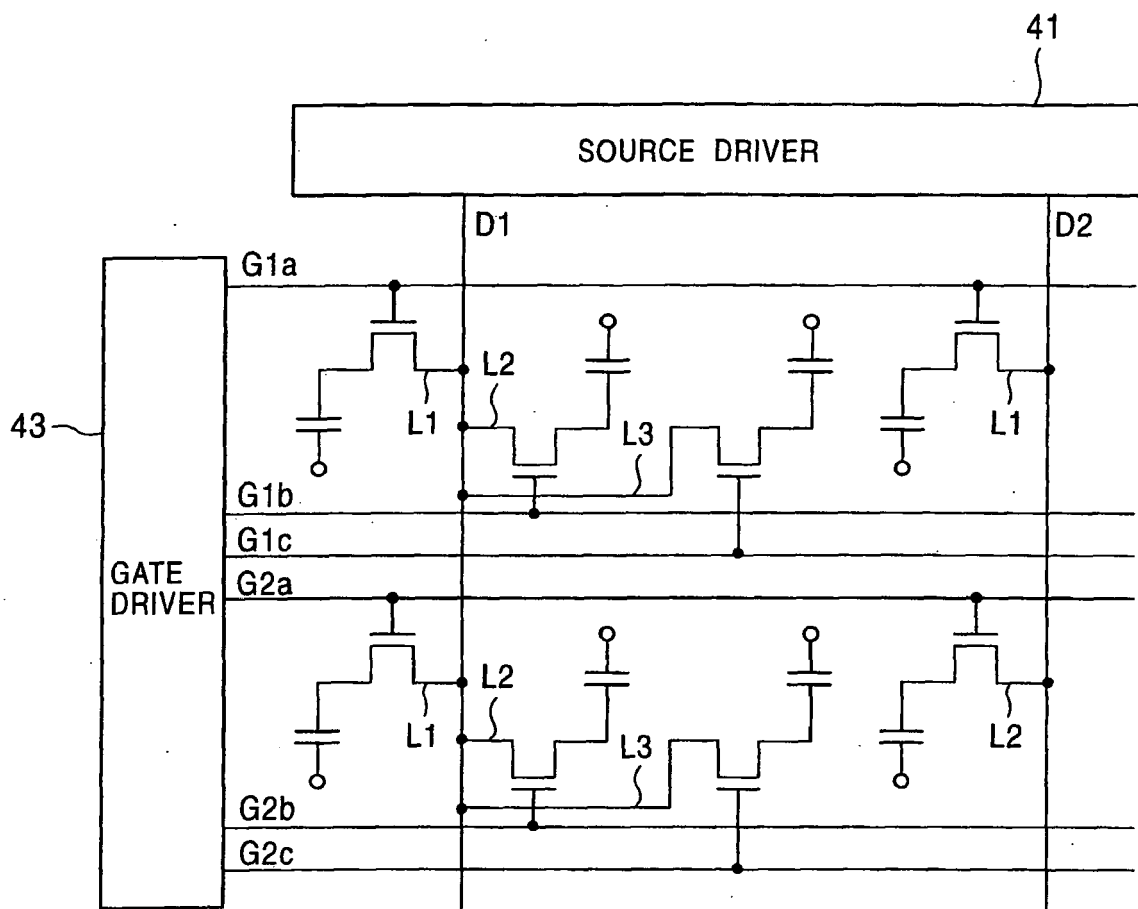 41
SOURCE DRIVER
D1
D2
G1a
L2
L1
L1
43
L3
G1b
G1c
GATE
DRIVER
G2a
L2
L1
L3
L2
G2b
G2c